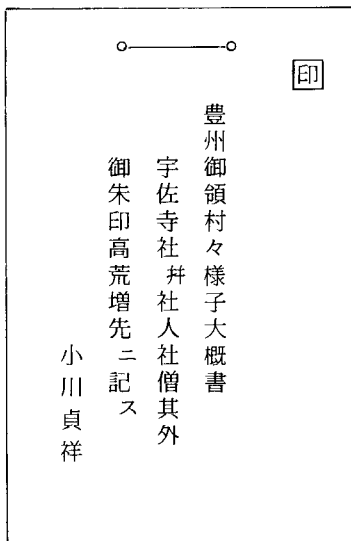 印
豊州御領村々様子大概書
宇佐寺社幷社人社僧其外
御朱印高荒増先ニ記ス
小川貞祥